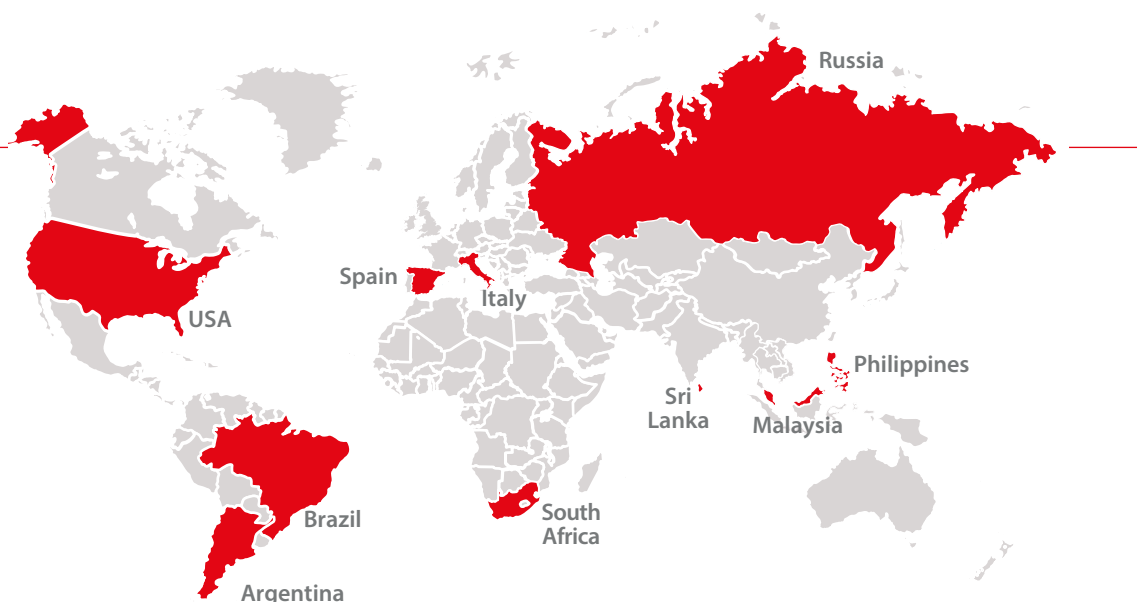 Russia
Spain
Italy
USA
Philippines
Sri
Lanka
Malaysia
Brazil
South
Africa
Argentina